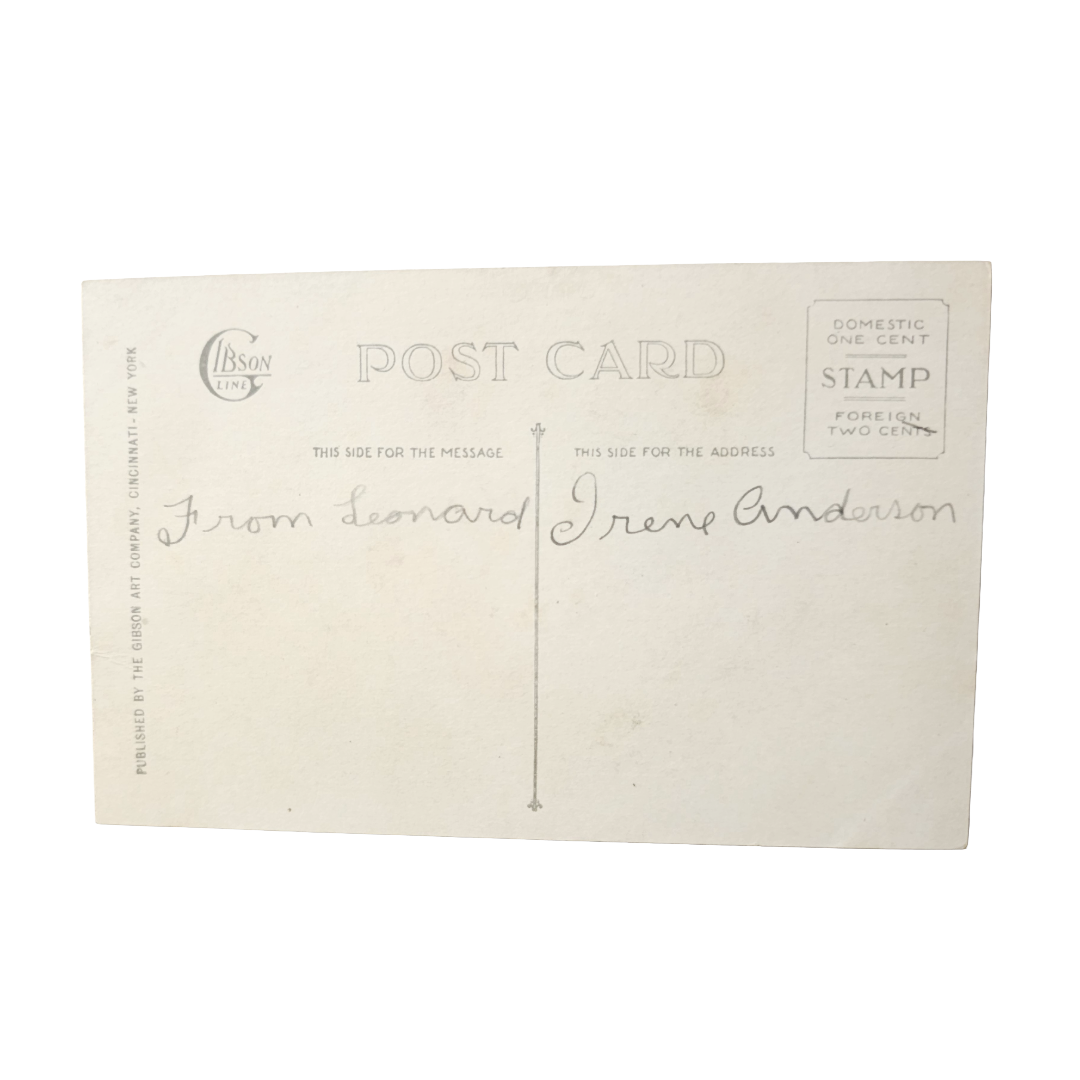 GIBSON
LINE
POST CARD
DOMESTIC
ONE CENT
STAMP
FOREIGN
TWO CENTS
THIS SIDE FOR THE MESSAGE
THIS SIDE FOR THE ADDRESS
From Leonard
Irene Anderson
PUBLISHED BY THE GIBSON ART COMPANY, CINCINNATI - NEW YORK